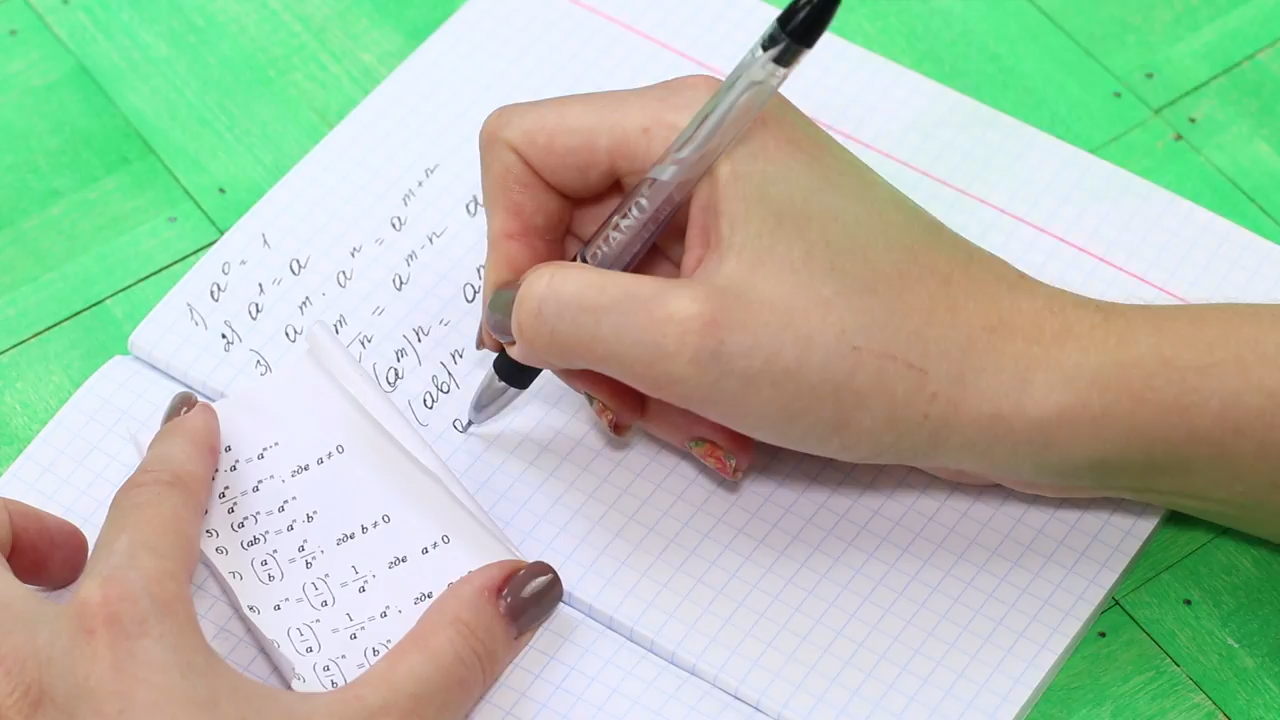 1) a⁰ = 1
2) a¹ = a
3) aᵐ · aⁿ = aᵐ⁺ⁿ
m
n = aᵐ⁻ⁿ
(aᵐ)ⁿ =
(ab)ⁿ
PIANO
a
· aⁿ = aᵐ⁺ⁿ
aᵐ/aⁿ = aᵐ⁻ⁿ ; где a ≠ 0
5) (aᵐ)ⁿ = aᵐ·ⁿ
6) (ab)ⁿ = aⁿ · bⁿ
7) (a/b)ⁿ = aⁿ/bⁿ ; где b ≠ 0
8) a⁻ⁿ = (1/a)ⁿ = 1/aⁿ ; где a ≠ 0
) (1/a)⁻ⁿ = 1/a⁻ⁿ = aⁿ ; где
(a/b)⁻ⁿ = (b)ⁿ